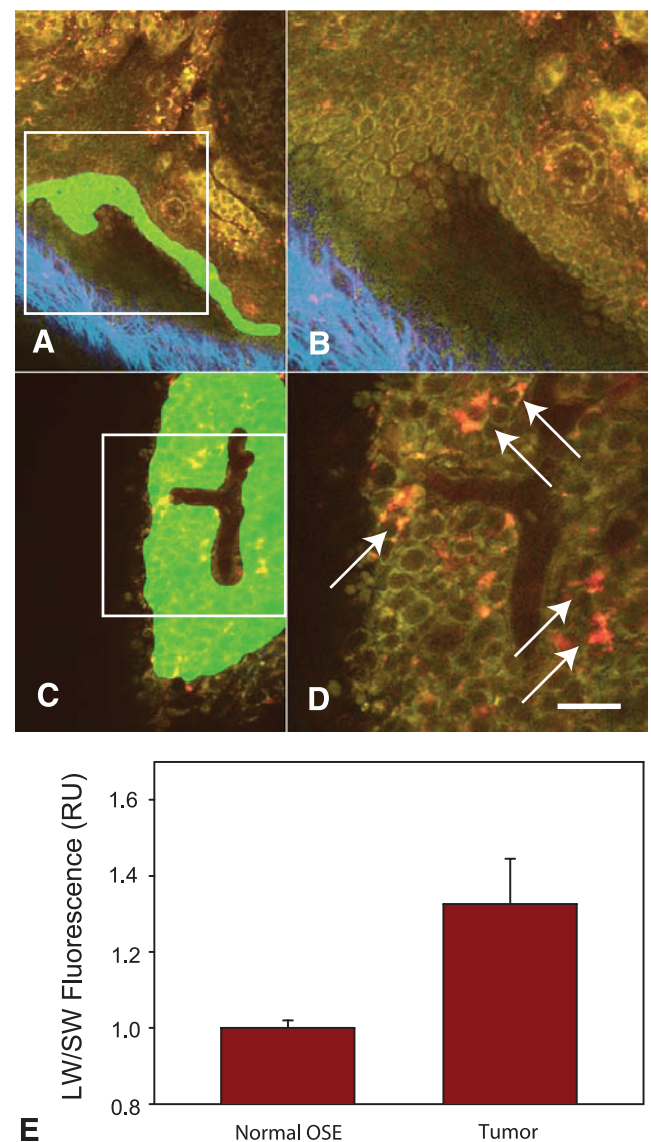 A
B
C
D
LW/SW Fluorescence (RU)
1.6
1.4
1.2
1.0
0.8
Normal OSE
Tumor
E